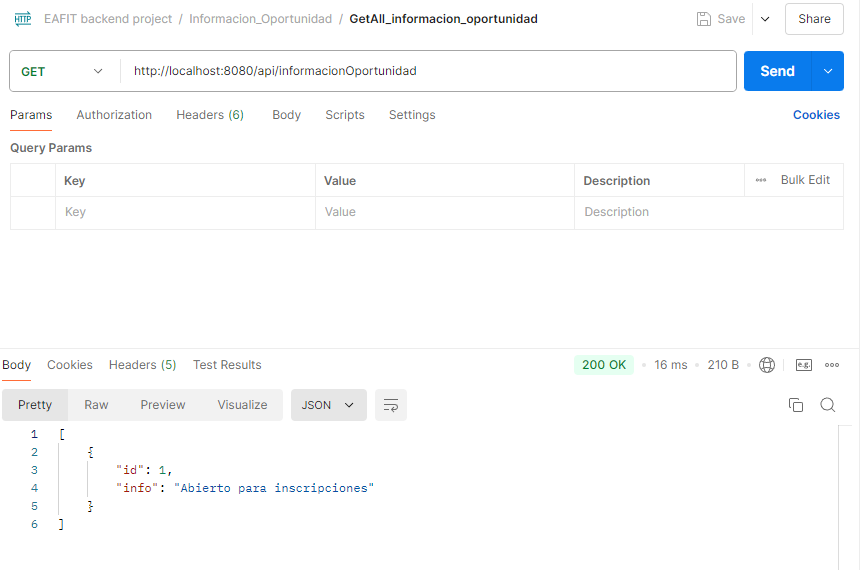 HTTP EAFIT backend project / Informacion_Oportunidad / GetAll_informacion_oportunidad Save Share
GET http://localhost:8080/api/informacionOportunidad Send
Params Authorization Headers (6) Body Scripts Settings Cookies
Query Params
Key Value Description Bulk Edit
Key Value Description
Body Cookies Headers (5) Test Results 200 OK 16 ms 210 B e.g.
Pretty Raw Preview Visualize JSON
1 [
2 {
3 "id": 1,
4 "info": "Abierto para inscripciones"
5 }
6 ]